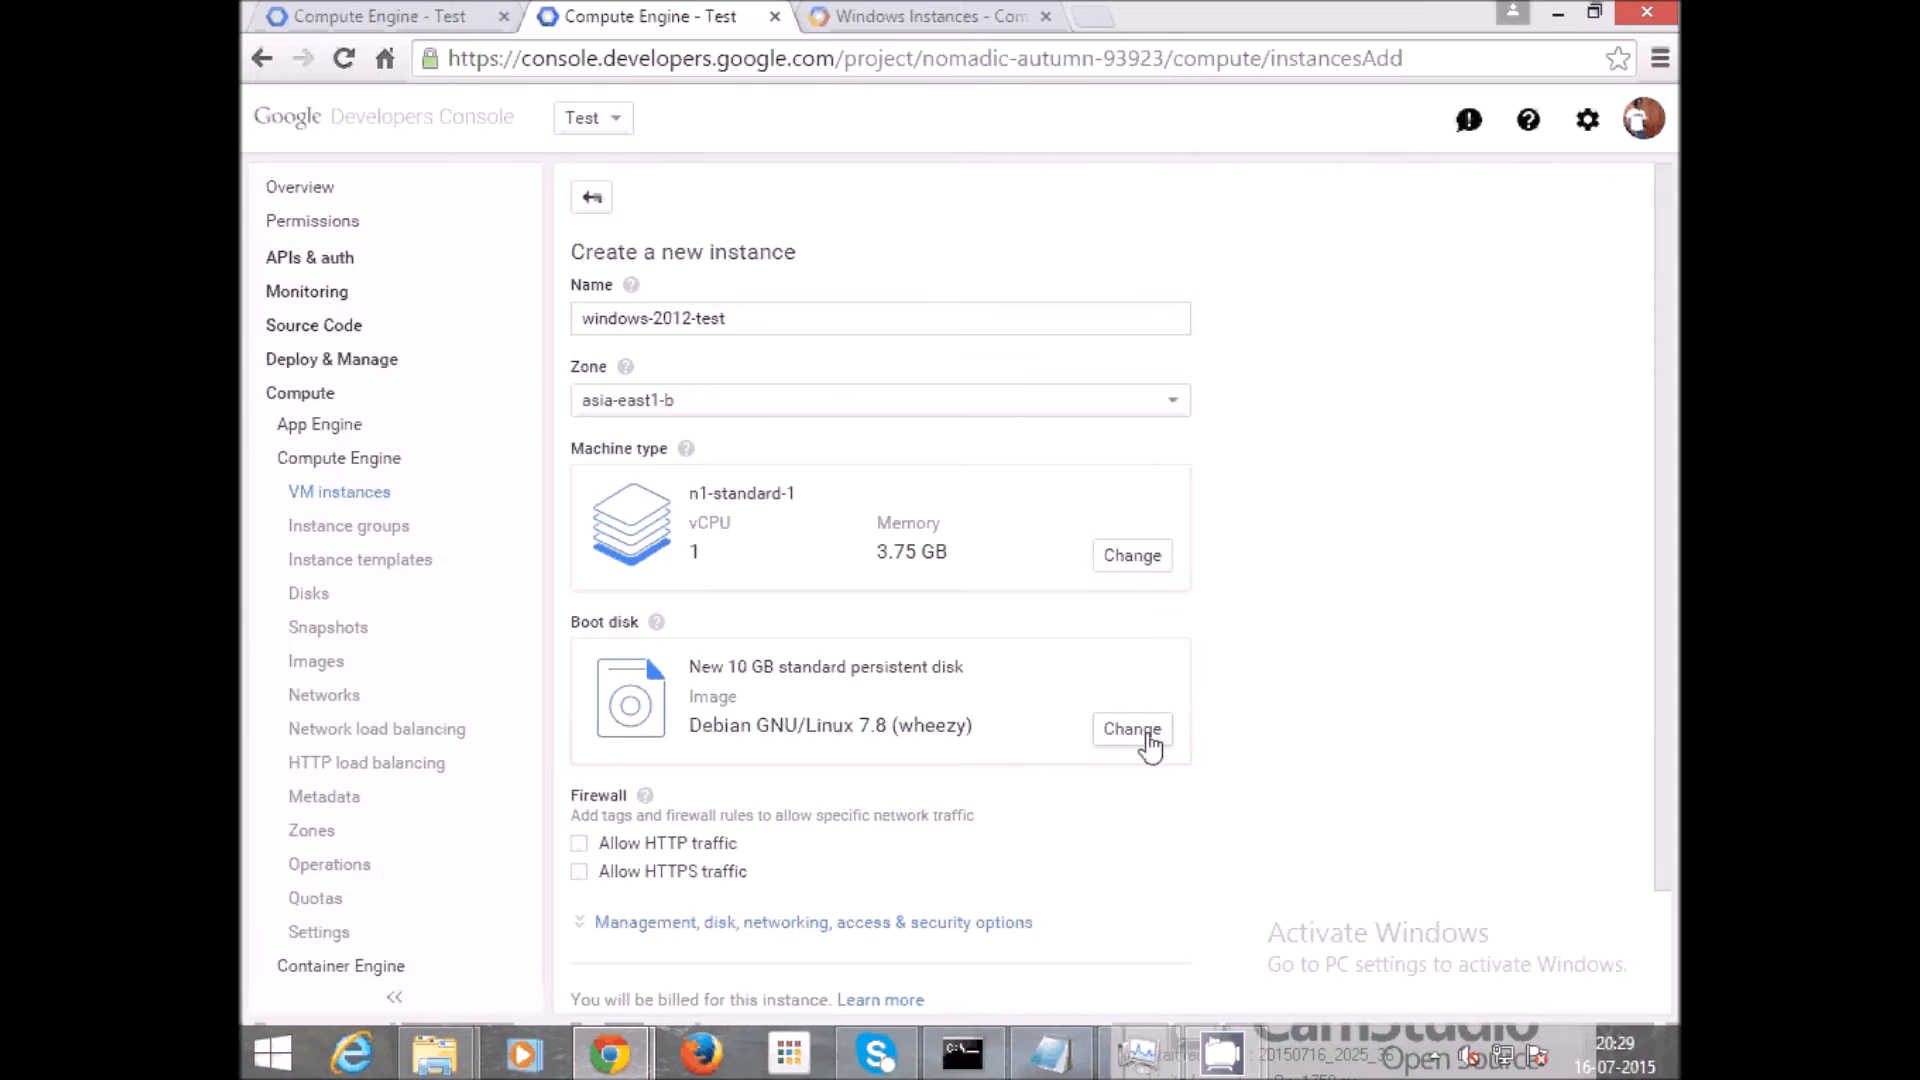 Compute Engine - Test
Compute Engine - Test
Windows Instances - Com
https://console.developers.google.com/project/nomadic-autumn-93923/compute/instancesAdd
Google Developers Console
Test
Overview
Permissions
APIs & auth
Monitoring
Source Code
Deploy & Manage
Compute
App Engine
Compute Engine
VM instances
Instance groups
Instance templates
Disks
Snapshots
Images
Networks
Network load balancing
HTTP load balancing
Metadata
Zones
Operations
Quotas
Settings
Container Engine
Create a new instance
Name
windows-2012-test
Zone
asia-east1-b
Machine type
n1-standard-1
vCPU
Memory
1
3.75 GB
Change
Boot disk
New 10 GB standard persistent disk
Image
Debian GNU/Linux 7.8 (wheezy)
Change
Firewall
Add tags and firewall rules to allow specific network traffic
Allow HTTP traffic
Allow HTTPS traffic
Management, disk, networking, access & security options
You will be billed for this instance. Learn more
Activate Windows
Go to PC settings to activate Windows.
CamStudio
Open Source
20:29
16-07-2015